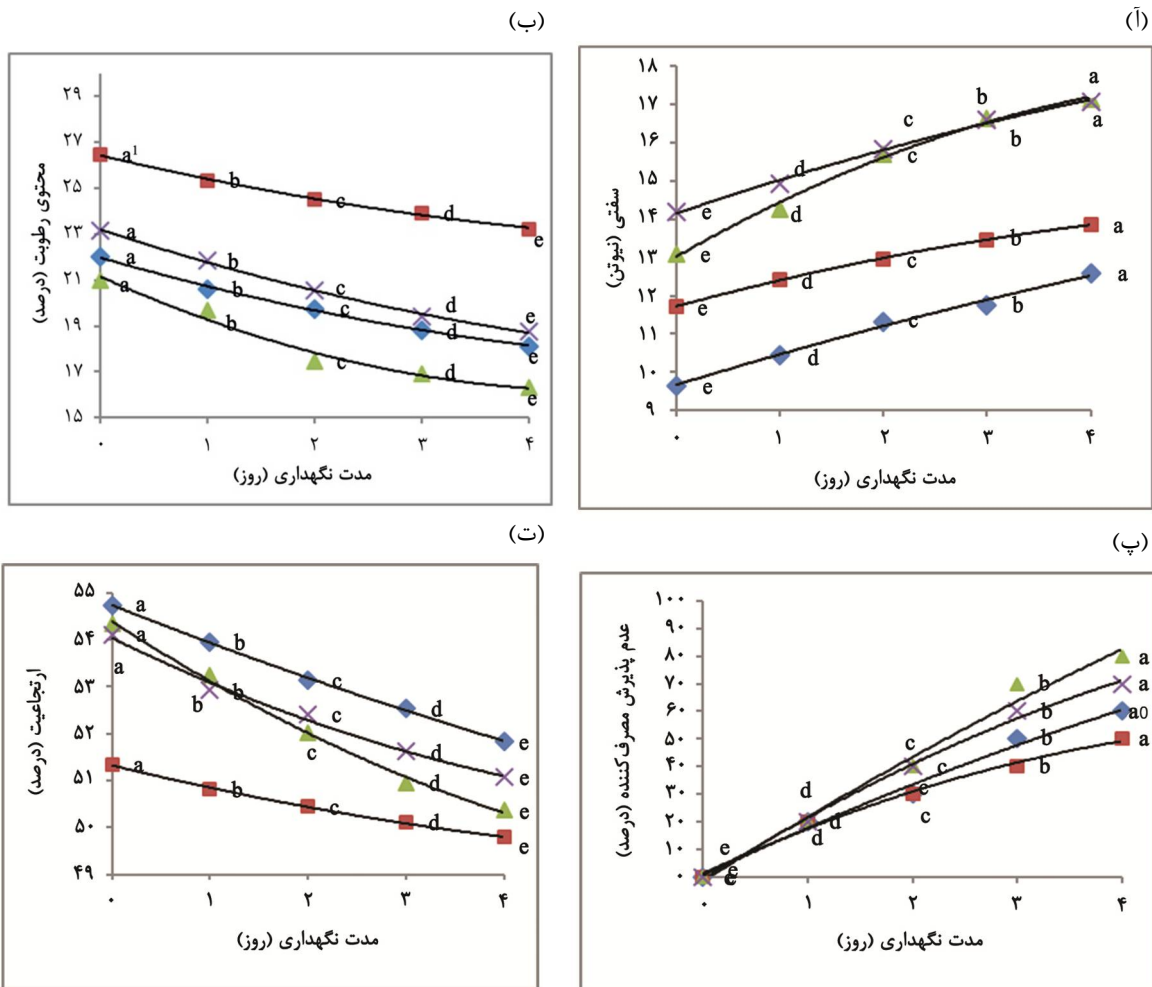 (آ)
۱۸
۱۷
۱۶
۱۵
۱۴
۱۳
۱۲
۱۱
۱۰
۹
سفتی (نیوتن)
a
b
c
d
e
a
b
c
d
e
a
b
c
d
e
a
b
c
d
e
۰ ۱ ۲ ۳ ۴
مدت نگهداری (روز)
(ب)
۲۹
۲۷
۲۵
۲۳
۲۱
۱۹
۱۷
۱۵
محتوی رطوبت (درصد)
a¹ b c d e
a b c d e
a b c d e
a b c d e
۰ ۱ ۲ ۳ ۴
مدت نگهداری (روز)
(پ)
۱۰۰
۹۰
۸۰
۷۰
۶۰
۵۰
۴۰
۳۰
۲۰
۱۰
۰
عدم پذیرش مصرف‌کننده (درصد)
a
b
a
b
a0
b
a
b
c
c
c
c
d
d
d
e
e
e
۰ ۱ ۲ ۳ ۴
مدت نگهداری (روز)
(ت)
۵۵
۵۴
۵۳
۵۲
۵۱
۵۰
۴۹
ارتجاعیت (درصد)
a b c d e
a b c d e
a b c d e
a b c d e
۰ ۱ ۲ ۳ ۴
مدت نگهداری (روز)